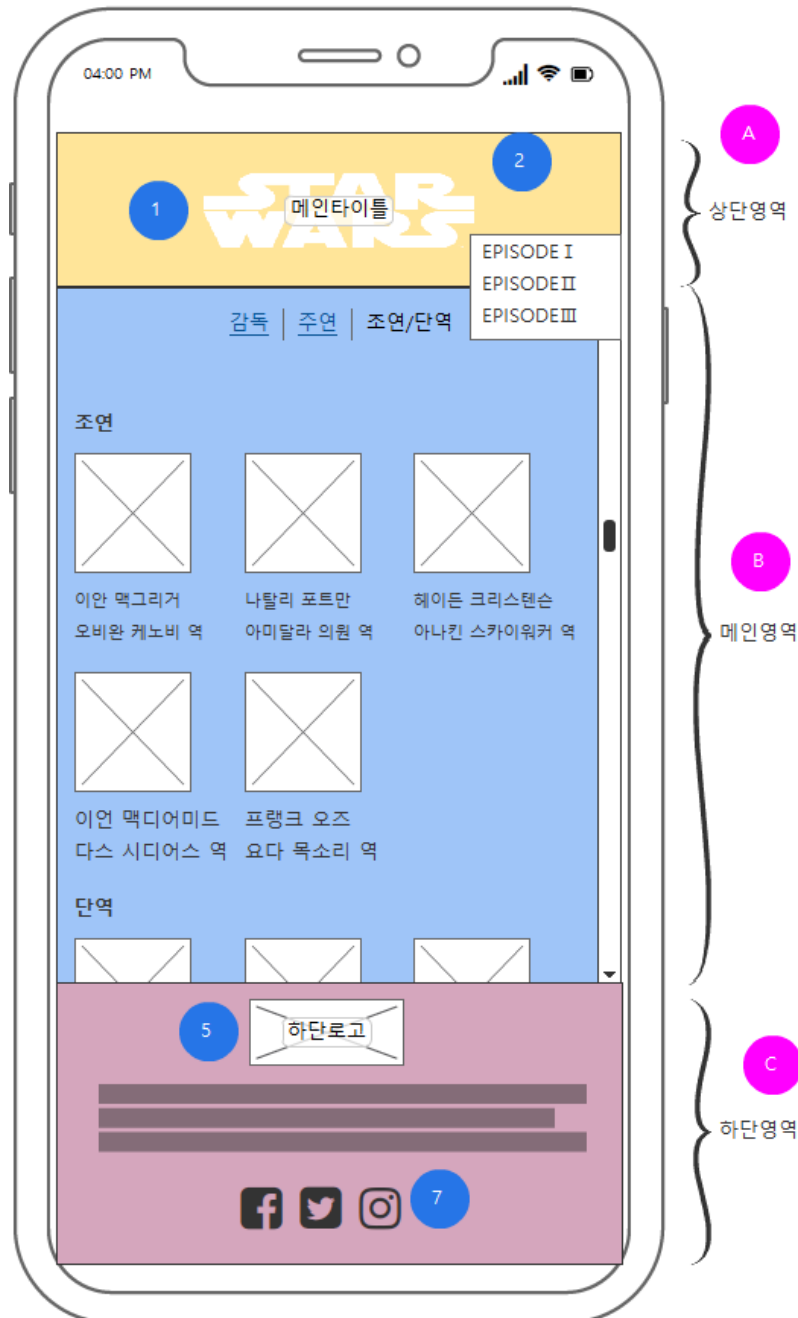 04:00 PM
A
2
STAR
WARS
1
메인타이틀
상단영역
EPISODEⅠ
EPISODEⅡ
EPISODEⅢ
감독 | 주연 | 조연/단역
조연
B
이안 맥그리거
나탈리 포트만
헤이든 크리스텐슨
오비완 케노비 역
아미달라 의원 역
아나킨 스카이워커 역
메인영역
이언 맥디어미드
프랭크 오즈
다스 시디어스 역
요다 목소리 역
단역
5
하단로고
C
하단영역
7